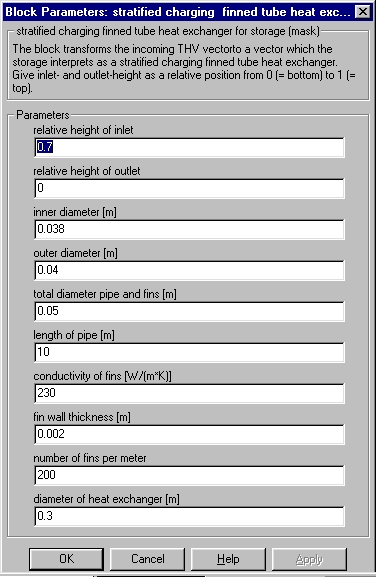 Block Parameters: stratified charging finned tube heat exc...
stratified charging finned tube heat exchanger for storage (mask)
The block transforms the incoming THV vectorto a vector which the
storage interprets as a stratified charging finned tube heat exchanger.
Give inlet- and outlet-height as a relative position from 0 (= bottom) to 1 (=
top).
Parameters
relative height of inlet
0.7
relative height of outlet
0
inner diameter [m]
0.038
outer diameter [m]
0.04
total diameter pipe and fins [m]
0.05
length of pipe [m]
10
conductivity of fins [W/(m*K)]
230
fin wall thickness [m]
0.002
number of fins per meter
200
diameter of heat exchanger [m]
0.3
OK Cancel Help Apply